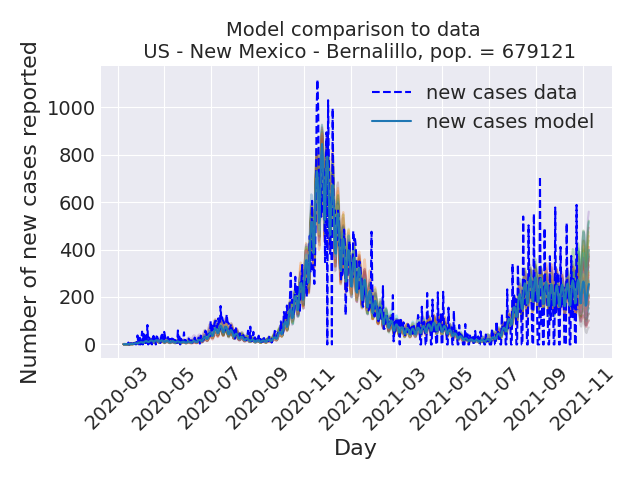 Model comparison to data
US - New Mexico - Bernalillo, pop. = 679121
Number of new cases reported
1000
800
600
400
200
0
new cases data
new cases model
2020-03
2020-05
2020-07
2020-09
2020-11
2021-01
2021-03
2021-05
2021-07
2021-09
2021-11
Day